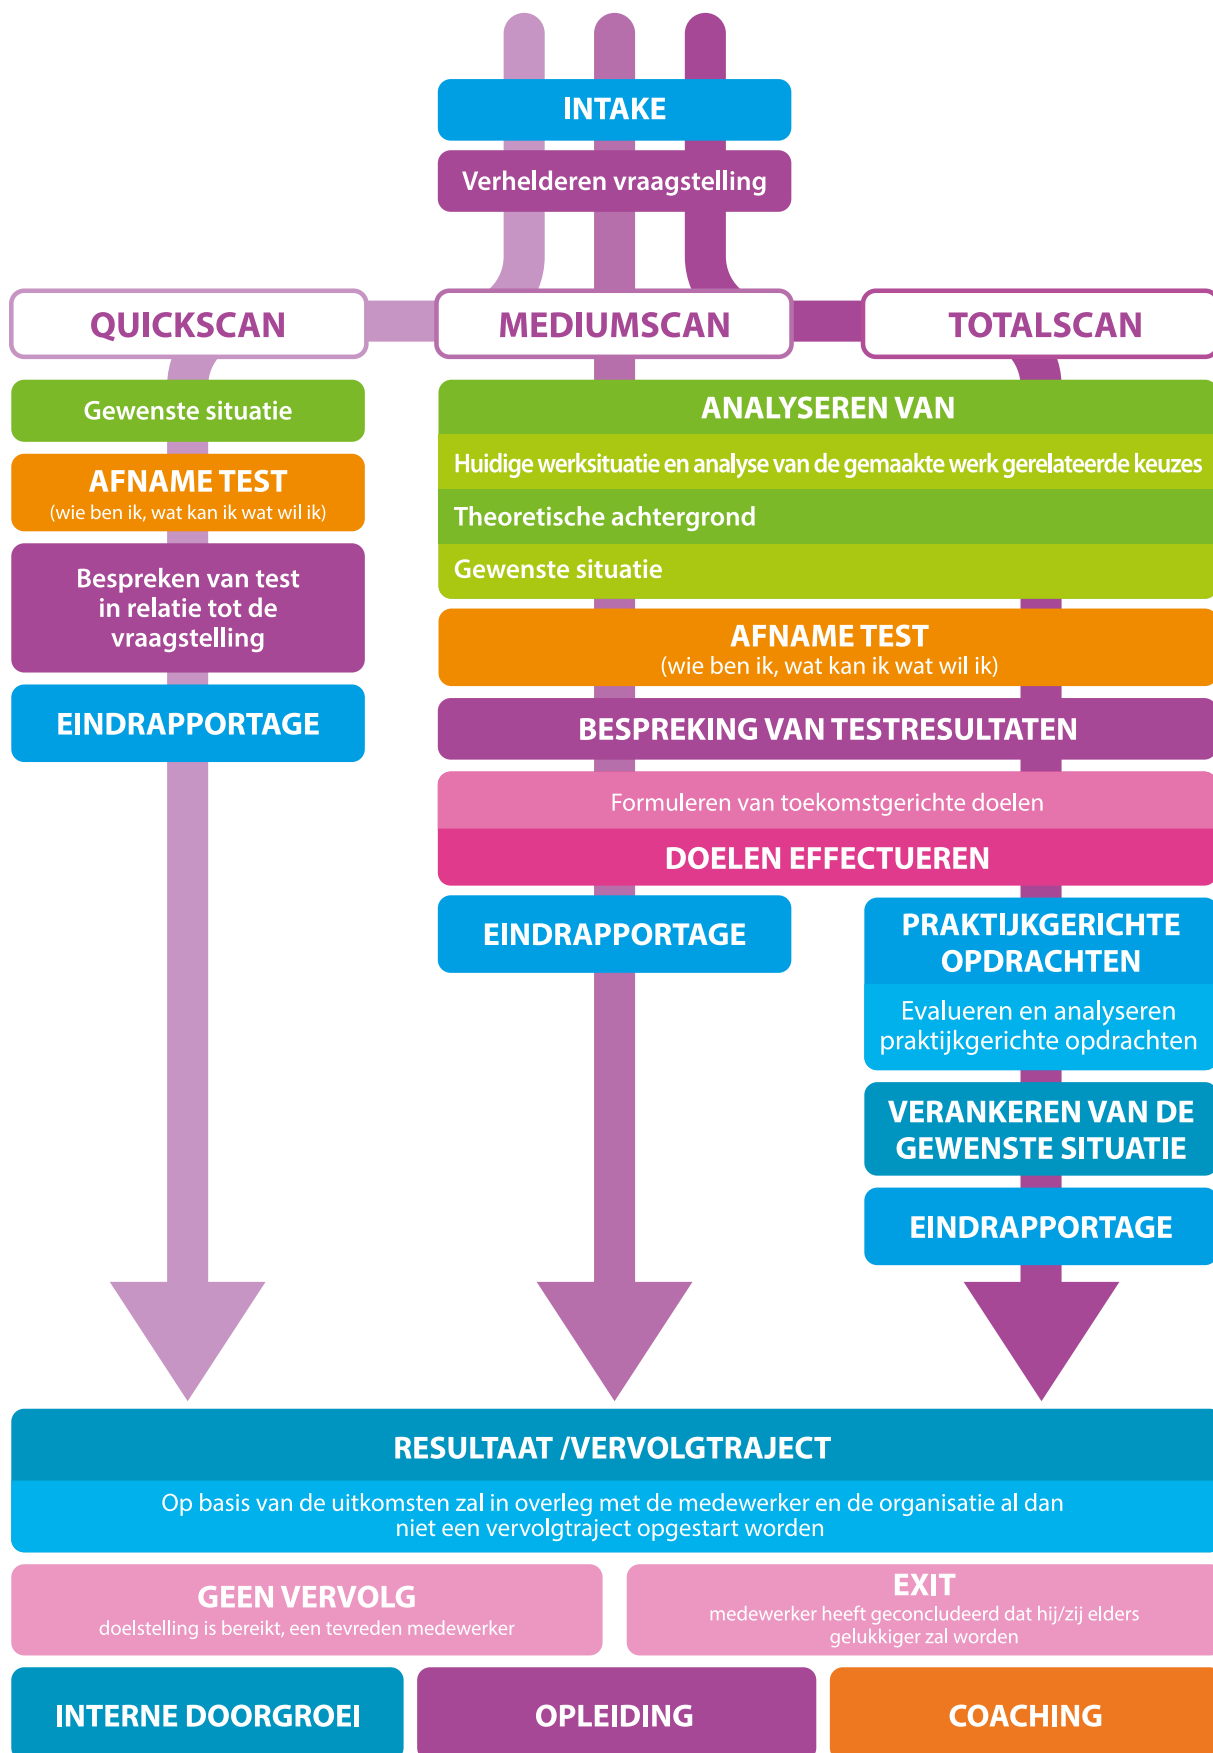 INTAKE
Verhelderen vraagstelling
QUICKSCAN
MEDIUMSCAN
TOTALSCAN
Gewenste situatie
AFNAME TEST
(wie ben ik, wat kan ik wat wil ik)
Bespreken van test
in relatie tot de
vraagstelling
EINDRAPPORTAGE
ANALYSEREN VAN
Huidige werksituatie en analyse van de gemaakte werk gerelateerde keuzes
Theoretische achtergrond
Gewenste situatie
AFNAME TEST
(wie ben ik, wat kan ik wat wil ik)
BESPREKING VAN TESTRESULTATEN
Formuleren van toekomstgerichte doelen
DOELEN EFFECTUEREN
EINDRAPPORTAGE
PRAKTIJKGERICHTE
OPDRACHTEN
Evalueren en analyseren
praktijkgerichte opdrachten
VERANKEREN VAN DE
GEWENSTE SITUATIE
EINDRAPPORTAGE
RESULTAAT /VERVOLGTRAJECT
Op basis van de uitkomsten zal in overleg met de medewerker en de organisatie al dan
niet een vervolgtraject opgestart worden
GEEN VERVOLG
doelstelling is bereikt, een tevreden medewerker
EXIT
medewerker heeft geconcludeerd dat hij/zij elders
gelukkiger zal worden
INTERNE DOORGROEI
OPLEIDING
COACHING